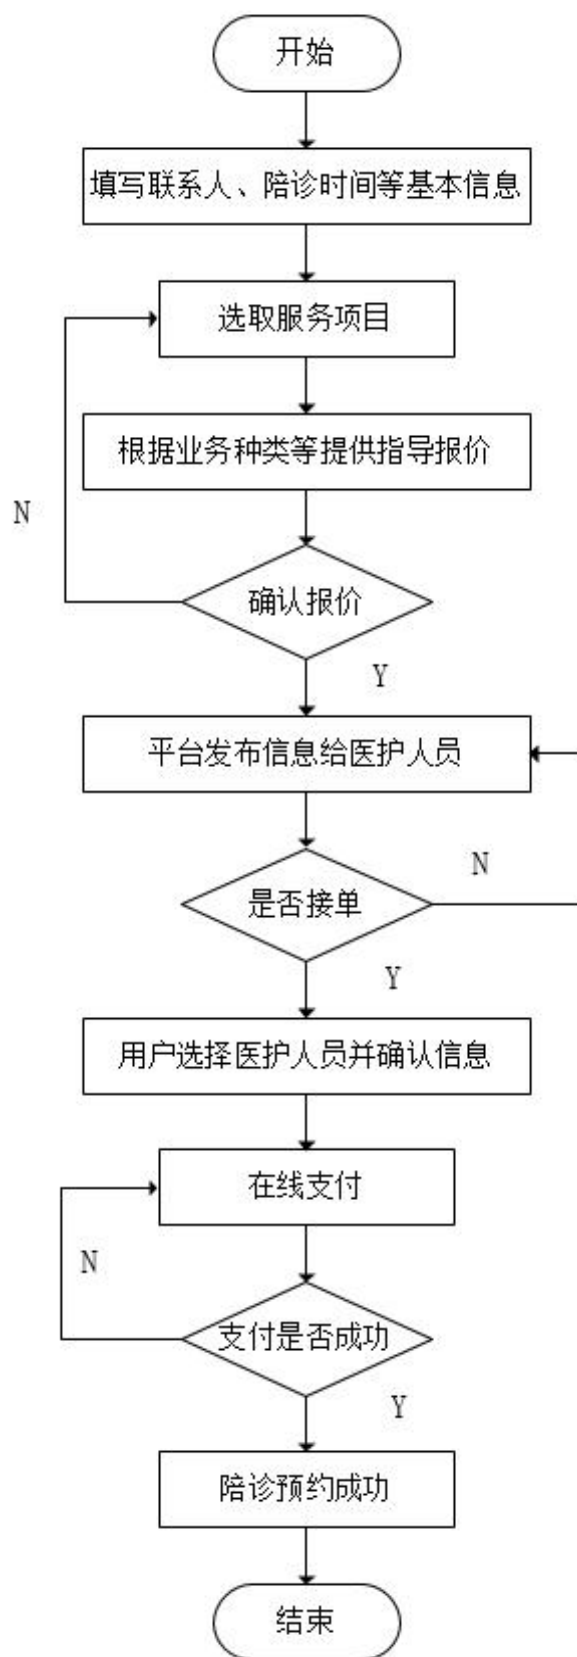 开始
填写联系人、陪诊时间等基本信息
选取服务项目
根据业务种类等提供指导报价
N
确认报价
Y
平台发布信息给医护人员
N
是否接单
Y
用户选择医护人员并确认信息
在线支付
N
支付是否成功
Y
陪诊预约成功
结束